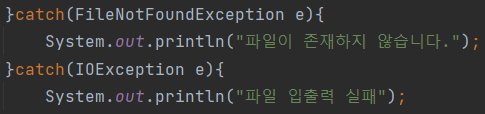 }catch(FileNotFoundException e){
System.out.println("파일이 존재하지 않습니다.");
}catch(IOException e){
System.out.println("파일 입출력 실패");